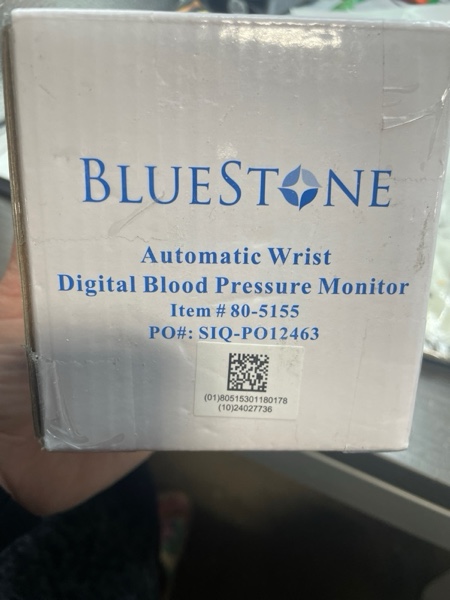 BLUESTONE
Automatic Wrist
Digital Blood Pressure Monitor
Item # 80-5155
PO#: SIQ-PO12463
(01)80515301180178
(10)24027736